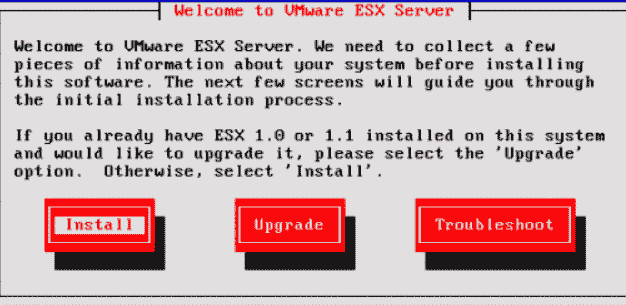 Welcome to VMware ESX Server
Welcome to VMware ESX Server. We need to collect a few
pieces of information about your system before installing
this software. The next few screens will guide you through
the initial installation process.
If you already have ESX 1.0 or 1.1 installed on this system
and would like to upgrade it, please select the 'Upgrade'
option.  Otherwise, select 'Install'.
Install Upgrade Troubleshoot